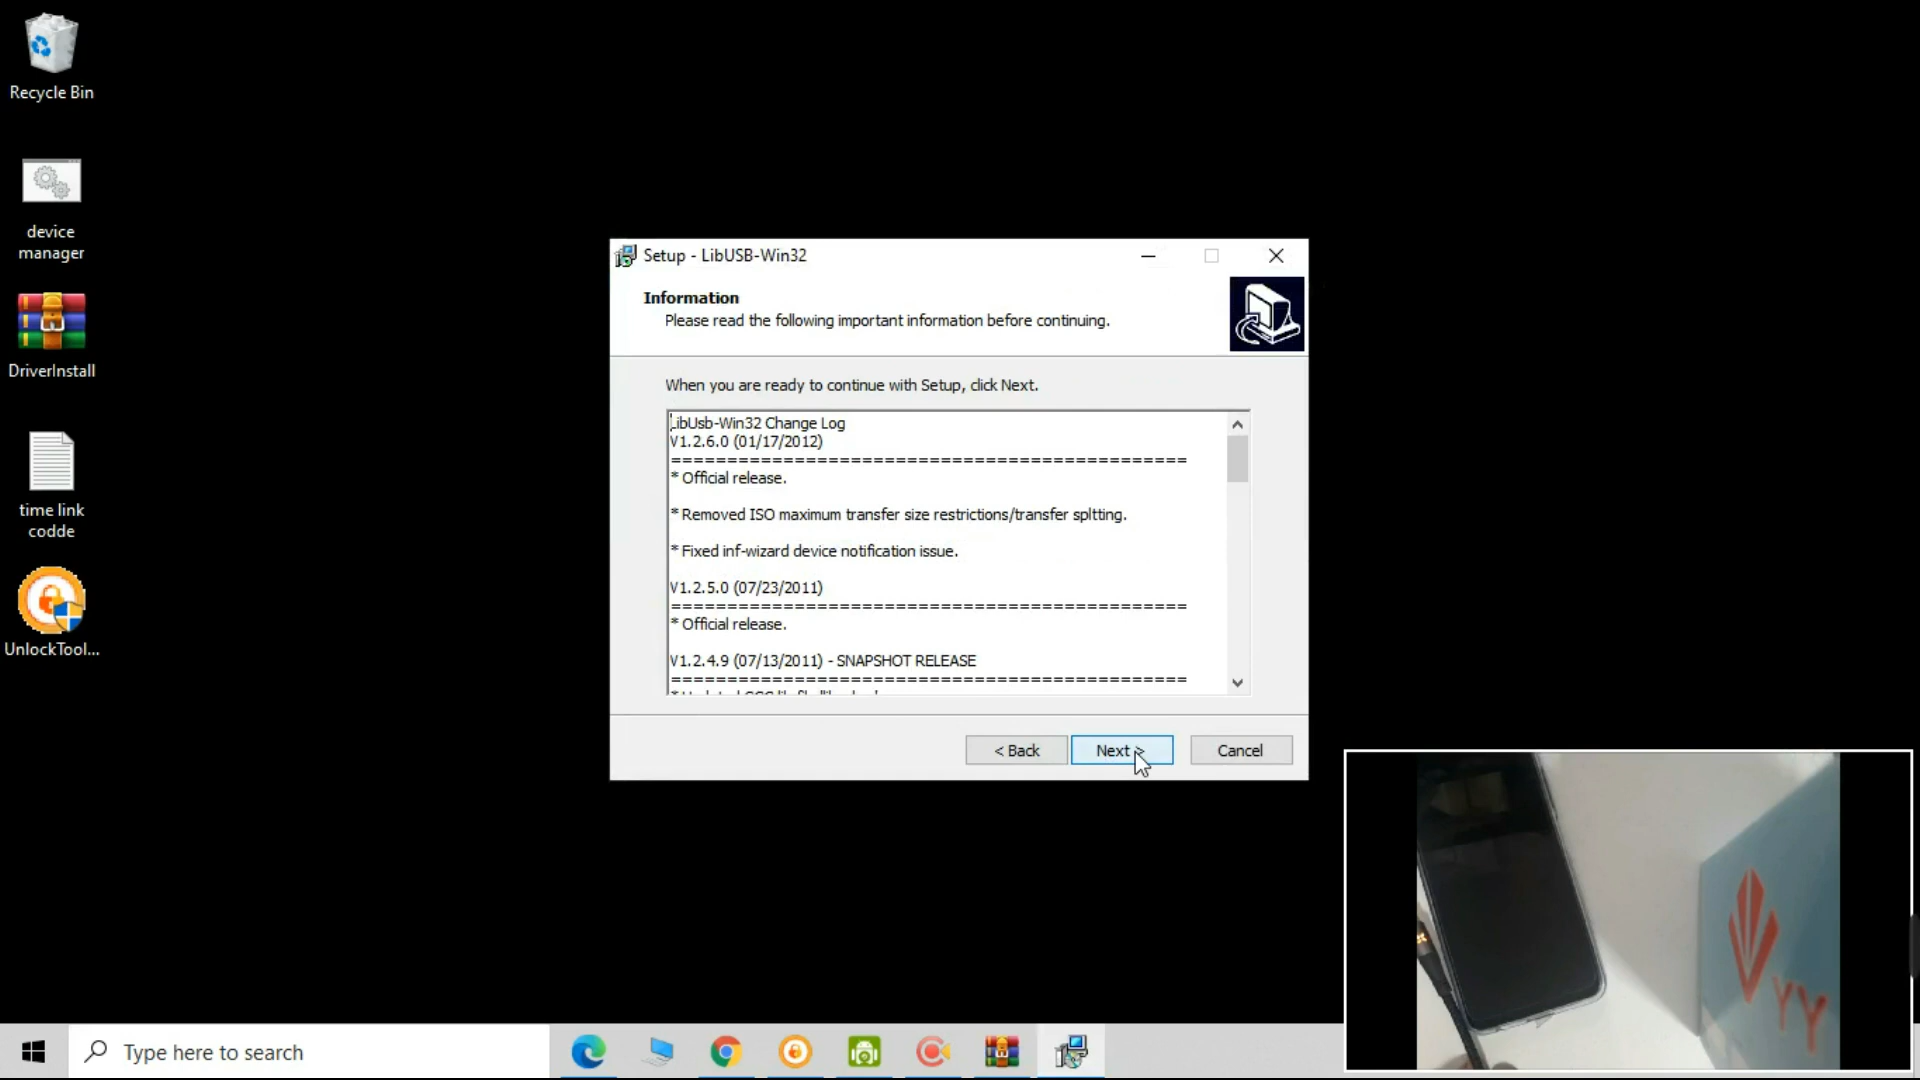 Recycle Bin
device
manager
DriverInstall
time link
codde
UnlockTool...
Setup - LibUSB-Win32
Information
Please read the following important information before continuing.
When you are ready to continue with Setup, click Next.
LibUsb-Win32 Change Log
V1.2.6.0 (01/17/2012)
==============================================
* Official release.
* Removed ISO maximum transfer size restrictions/transfer spltting.
* Fixed inf-wizard device notification issue.
V1.2.5.0 (07/23/2011)
==============================================
* Official release.
V1.2.4.9 (07/13/2011) - SNAPSHOT RELEASE
==============================================
< Back
Next >
Cancel
YY
Type here to search